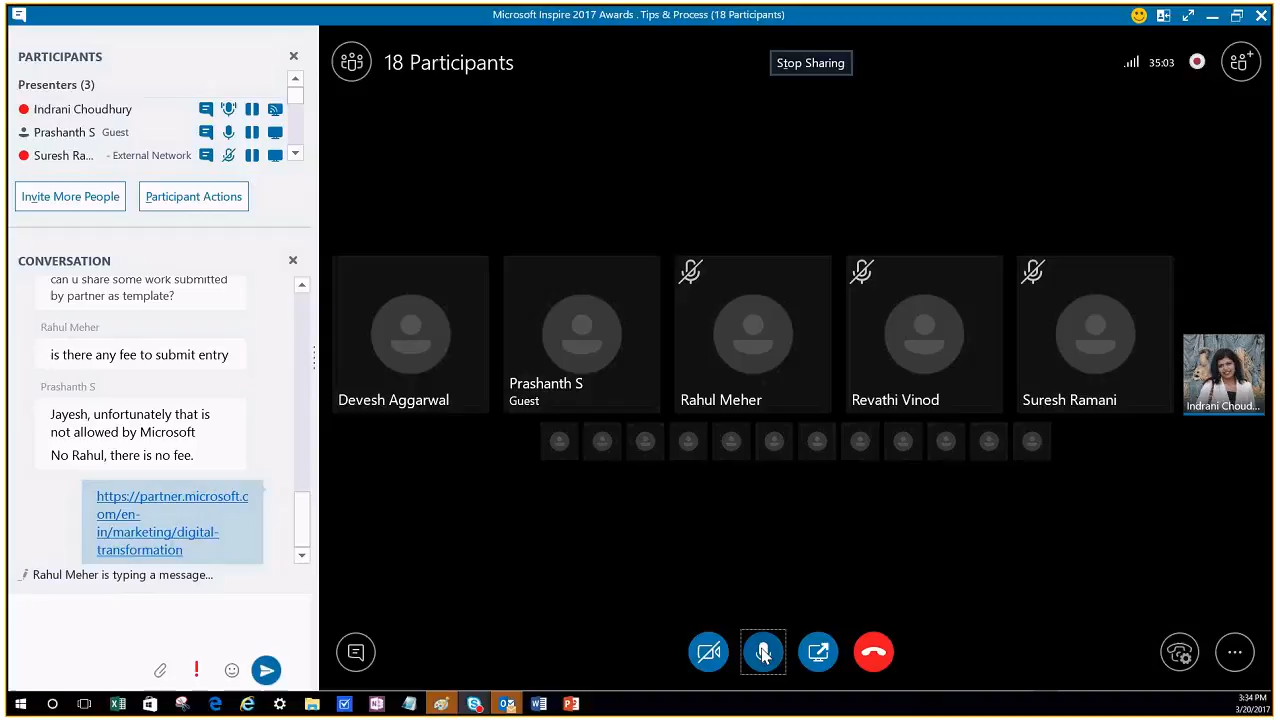 Microsoft Inspire 2017 Awards . Tips & Process (18 Participants)
PARTICIPANTS
Presenters (3)
Indrani Choudhury
Prashanth S Guest
Suresh Ra... - External Network
Invite More People
Participant Actions
CONVERSATION
can u share some work submitted
by partner as template?
Rahul Meher
is there any fee to submit entry
Prashanth S
Jayesh, unfortunately that is
not allowed by Microsoft
No Rahul, there is no fee.
https://partner.microsoft.c
om/en-
in/marketing/digital-
transformation
Rahul Meher is typing a message...
18 Participants
Stop Sharing
35:03
Devesh Aggarwal
Prashanth S
Guest
Rahul Meher
Revathi Vinod
Suresh Ramani
Indrani Choud...
3:34 PM
3/20/2017